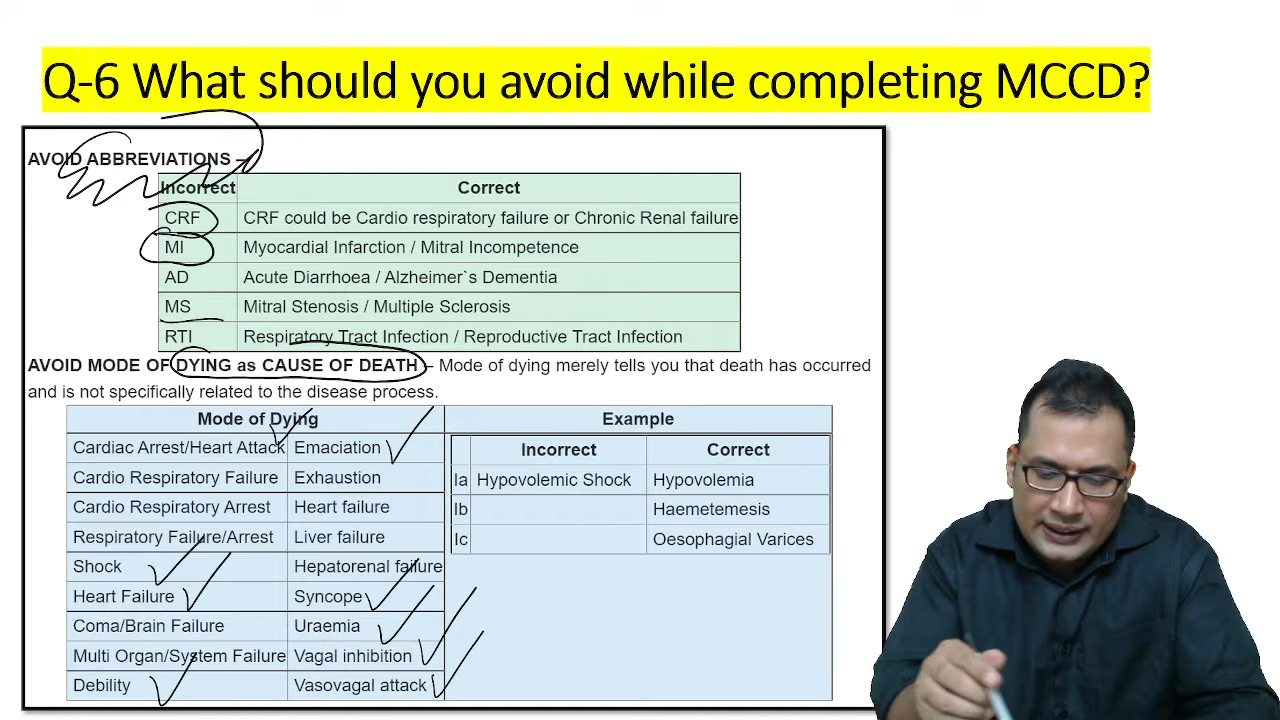 Q-6 What should you avoid while completing MCCD?
AVOID ABBREVIATIONS –
Incorrect Correct
CRF CRF could be Cardio respiratory failure or Chronic Renal failure
MI Myocardial Infarction / Mitral Incompetence
AD Acute Diarrhoea / Alzheimer`s Dementia
MS Mitral Stenosis / Multiple Sclerosis
RTI Respiratory Tract Infection / Reproductive Tract Infection
AVOID MODE OF DYING as CAUSE OF DEATH – Mode of dying merely tells you that death has occurred
and is not specifically related to the disease process.
Mode of Dying Example
Cardiac Arrest/Heart Attack Emaciation Incorrect Correct
Cardio Respiratory Failure Exhaustion Ia Hypovolemic Shock Hypovolemia
Cardio Respiratory Arrest Heart failure Ib Haemetemesis
Respiratory Failure/Arrest Liver failure Ic Oesophagial Varices
Shock Hepatorenal failure
Heart Failure Syncope
Coma/Brain Failure Uraemia
Multi Organ/System Failure Vagal inhibition
Debility Vasovagal attack